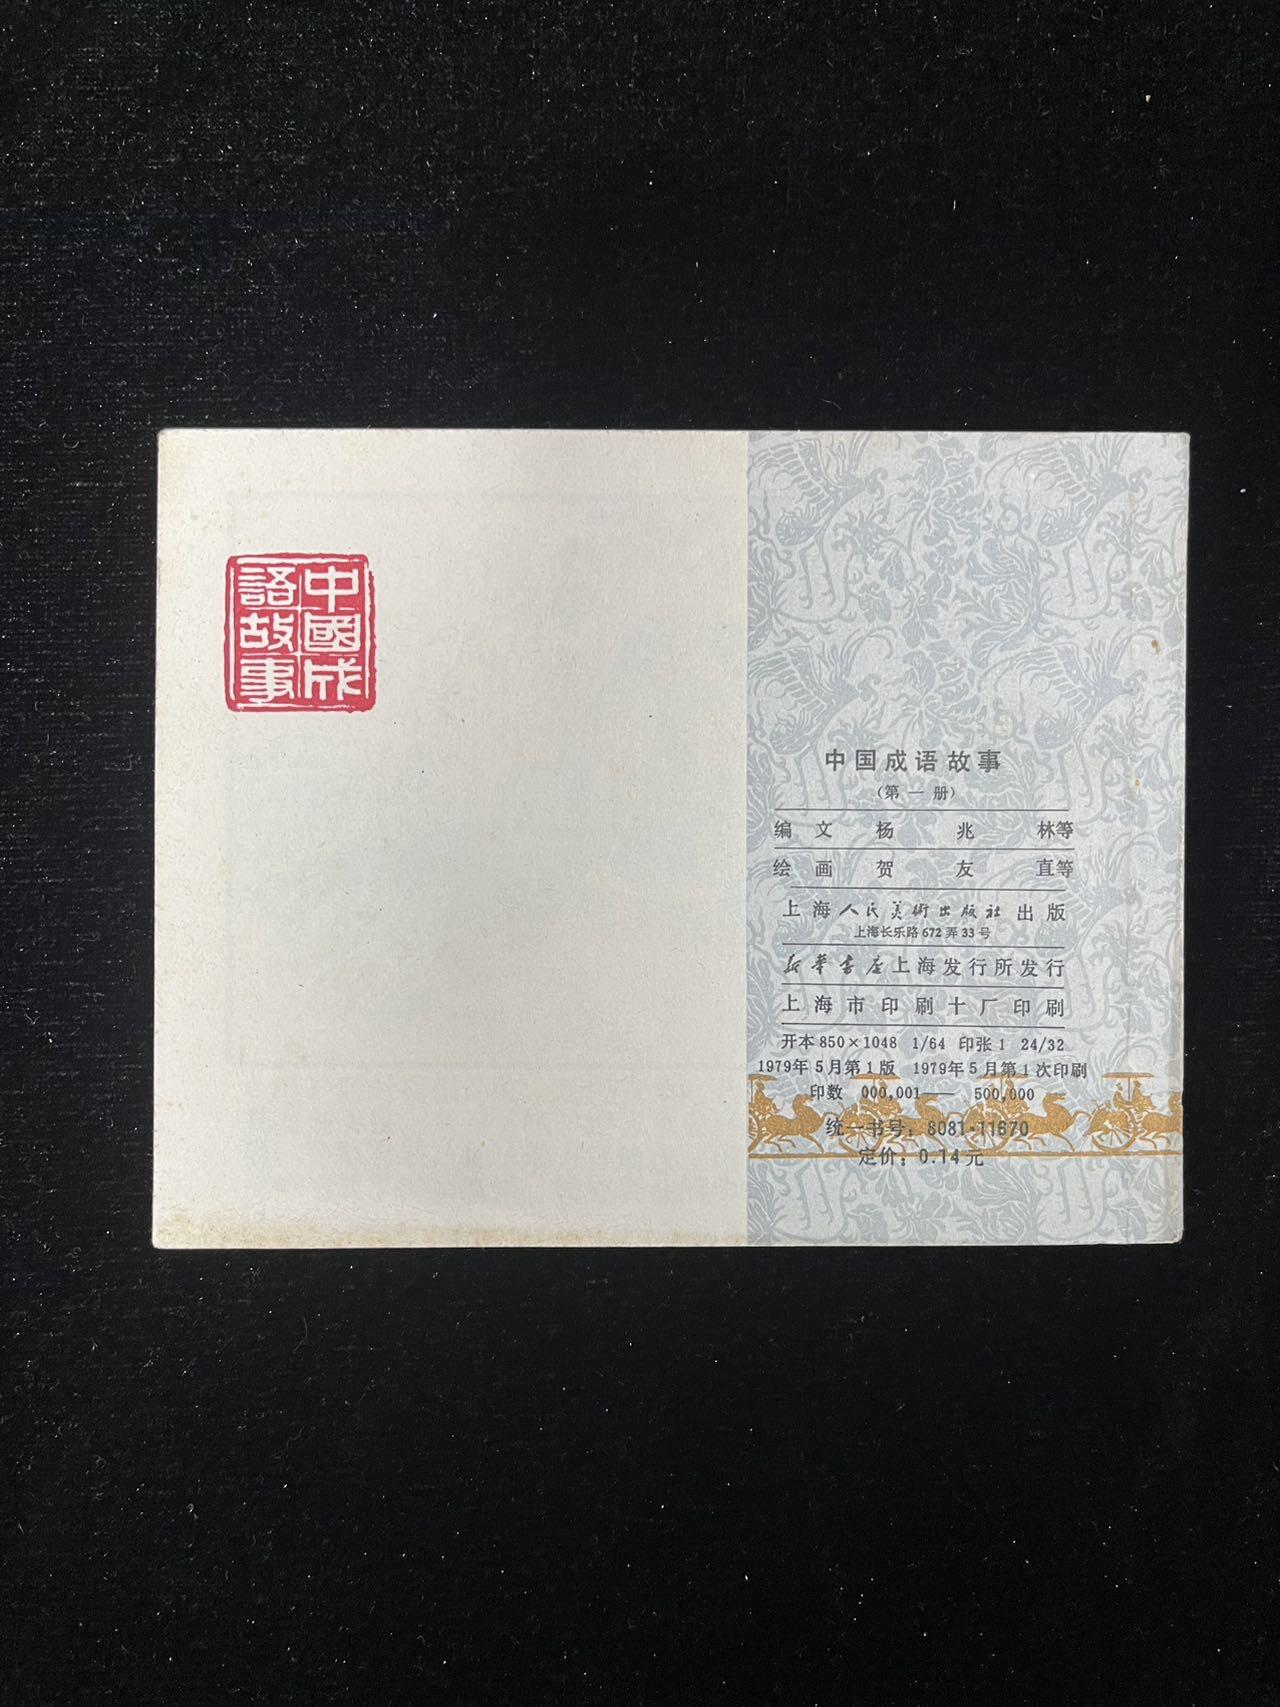 中國成
語故事
中国成语故事
（第一册）
编文 杨兆林等
绘画 贺友直等
上海人民美術出版社出版
上海长乐路672弄33号
新华书店上海发行所发行
上海市印刷十厂印刷
开本850×1048 1/64 印张1 24/32
1979年5月第1版 1979年5月第1次印刷
印数 000,001— 500,000
统一书号：8081·11670
定价：0.14元